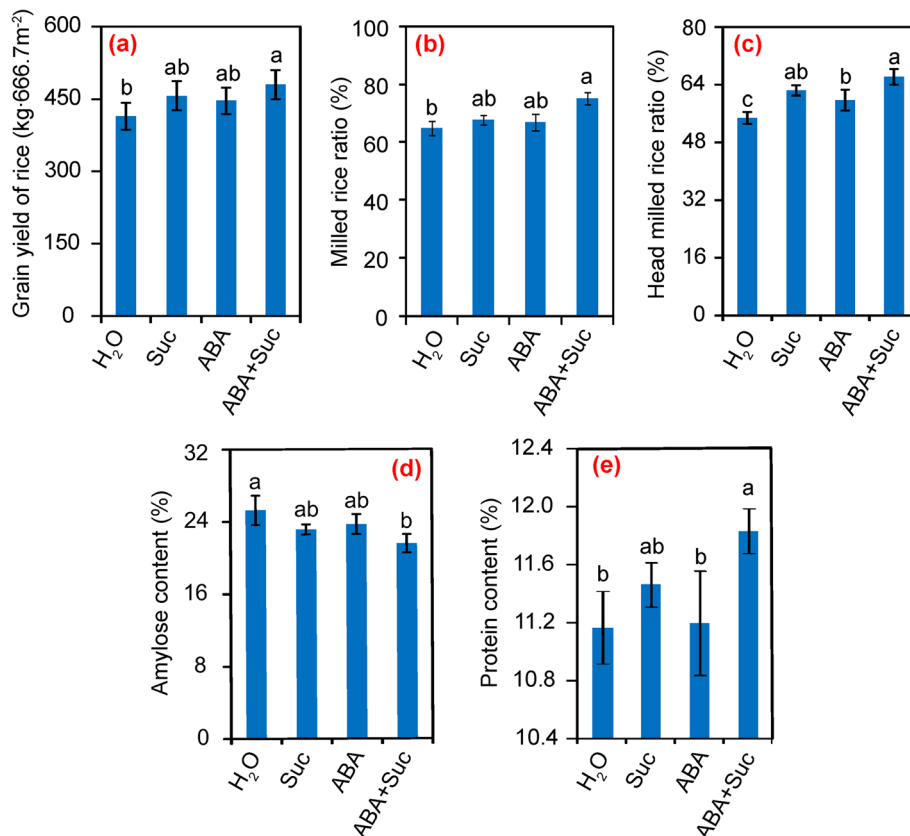 (a)
Grain yield of rice (kg·666.7m⁻²)
600
450
300
150
0
b
ab
ab
a
H₂O
Suc
ABA
ABA+Suc
(b)
Milled rice ratio (%)
100
80
60
40
20
0
b
ab
ab
a
H₂O
Suc
ABA
ABA+Suc
(c)
Head milled rice ratio (%)
80
64
48
32
16
0
c
ab
b
a
H₂O
Suc
ABA
ABA+Suc
(d)
Amylose content (%)
32
24
16
8
0
a
ab
ab
b
H₂O
Suc
ABA
ABA+Suc
(e)
Protein content (%)
12.4
12.0
11.6
11.2
10.8
10.4
b
ab
b
a
H₂O
Suc
ABA
ABA+Suc